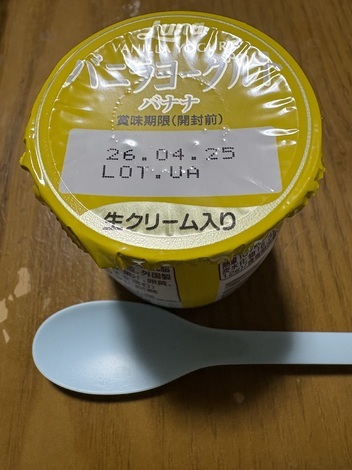 Luna
VANILLA YOGURT
バニラヨーグルト
バナナ
賞味期限(開封前)
26.04.25
LOT.UA
生クリーム入り